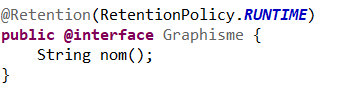 @Retention(RetentionPolicy.RUNTIME)
public @interface Graphisme {
    String nom();
}